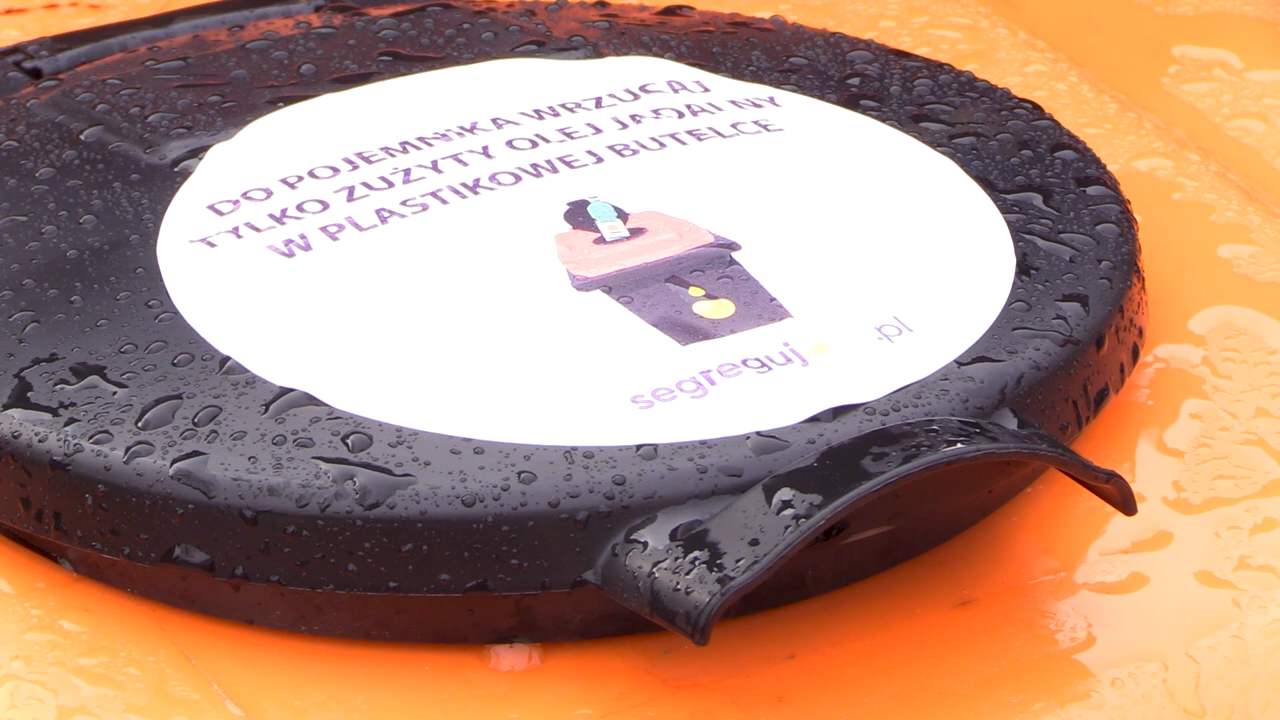 DO POJEMNIKA WRZUCAJ
TYLKO ZUŻYTY OLEJ JADALNY
W PLASTIKOWEJ BUTELCE
segreguj .pl